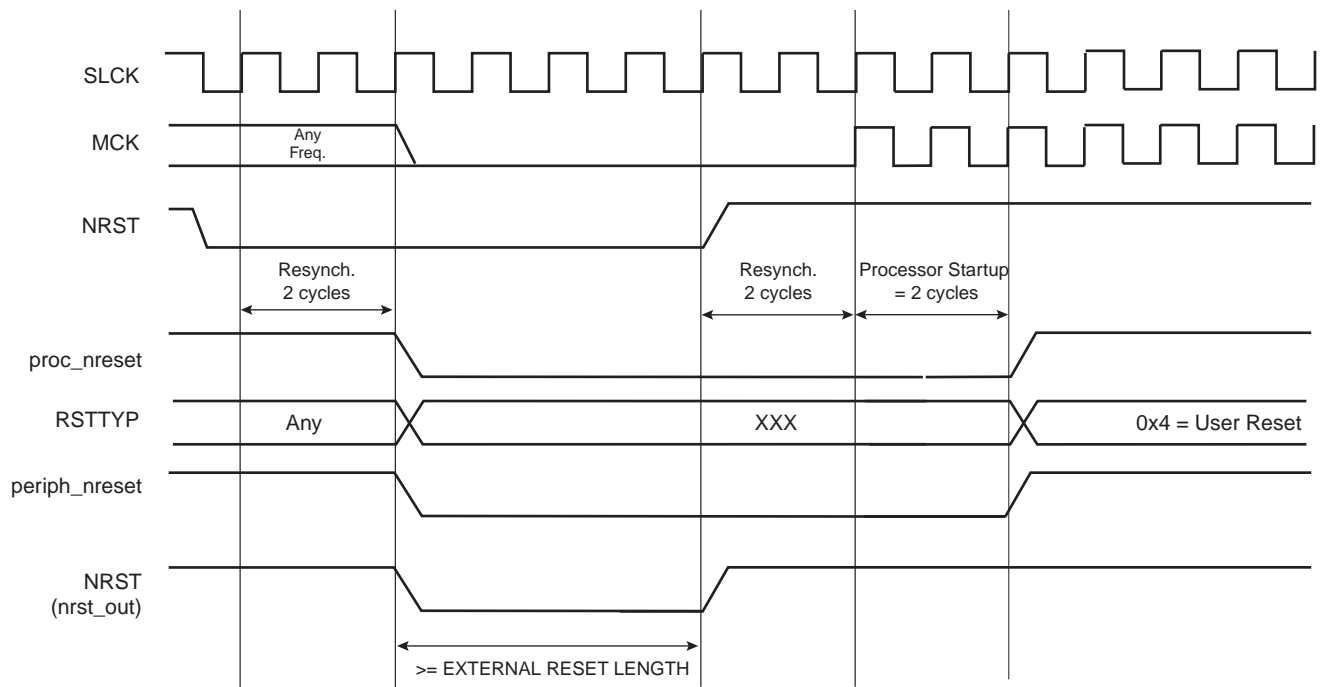 SLCK
MCK
Any
Freq.
NRST
Resynch.
2 cycles
Resynch.
2 cycles
Processor Startup
= 2 cycles
proc_nreset
RSTTYP
Any
XXX
0x4 = User Reset
periph_nreset
NRST
(nrst_out)
>= EXTERNAL RESET LENGTH